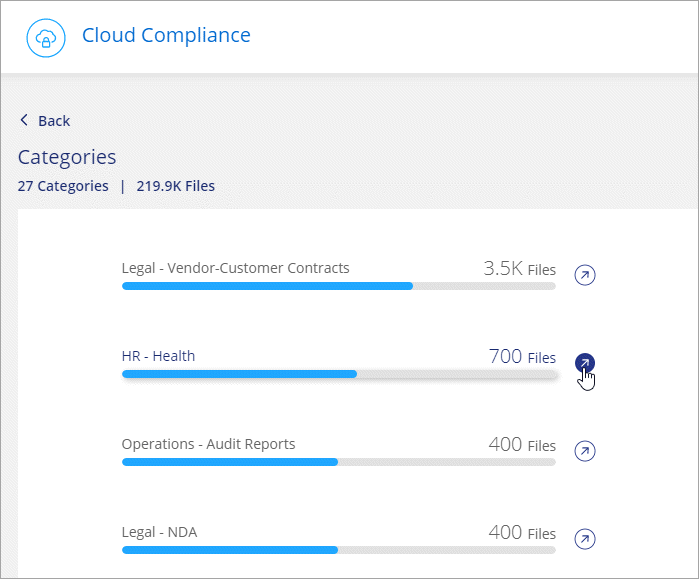 Cloud Compliance
Back
Categories
27 Categories | 219.9K Files
Legal - Vendor-Customer Contracts 3.5K Files
HR - Health 700 Files
Operations - Audit Reports 400 Files
Legal - NDA 400 Files